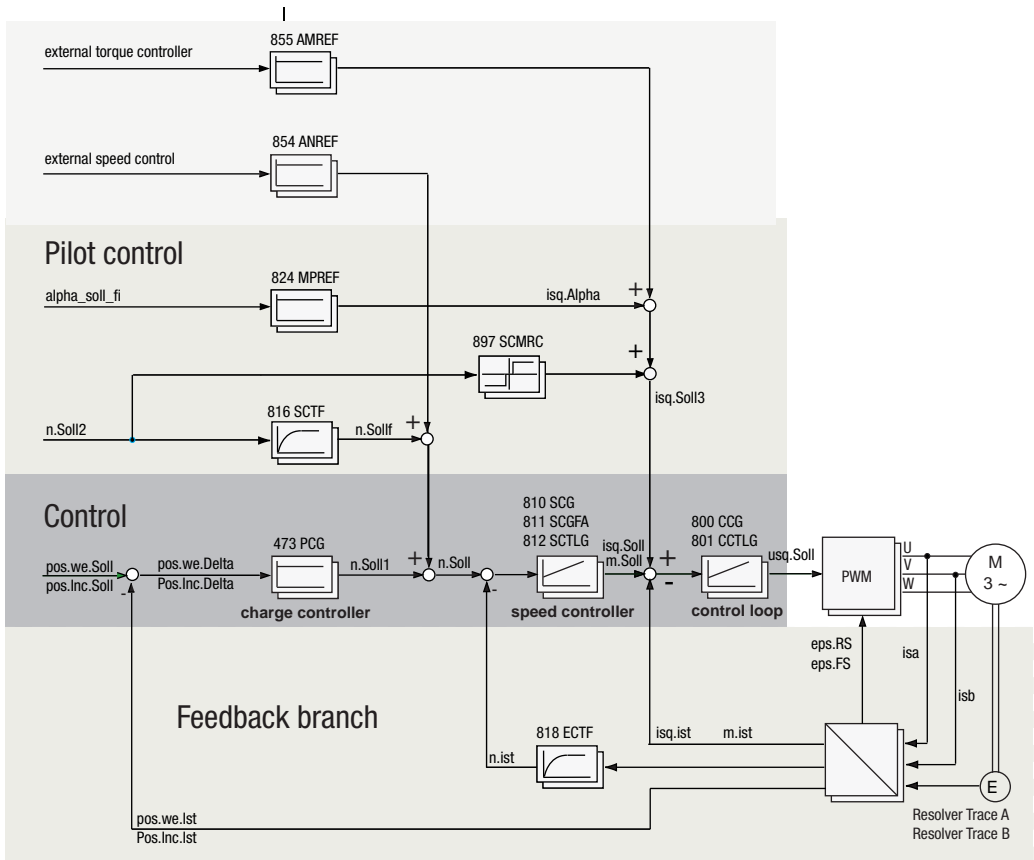 855 AMREF
external torque controller
854 ANREF
external speed control
Pilot control
824 MPREF
alpha_soll_fi
isq.Alpha
+
897 SCMRC
+
isq.Soll3
816 SCTF
n.Soll2
n.Sollf
+
Control
810 SCG
811 SCGFA
812 SCTLG
800 CCG
801 CCTLG
473 PCG
pos.we.Soll
pos.Inc.Soll
-
pos.we.Delta
Pos.Inc.Delta
n.Soll1
+
n.Soll
-
isq.Soll
m.Soll
+
-
usq.Soll
charge controller
speed controller
control loop
PWM
U
V
W
M
3 ~
eps.RS
eps.FS
isa
isb
Feedback branch
818 ECTF
n.ist
isq.ist
m.ist
E
Resolver Trace A
Resolver Trace B
pos.we.Ist
Pos.Inc.Ist